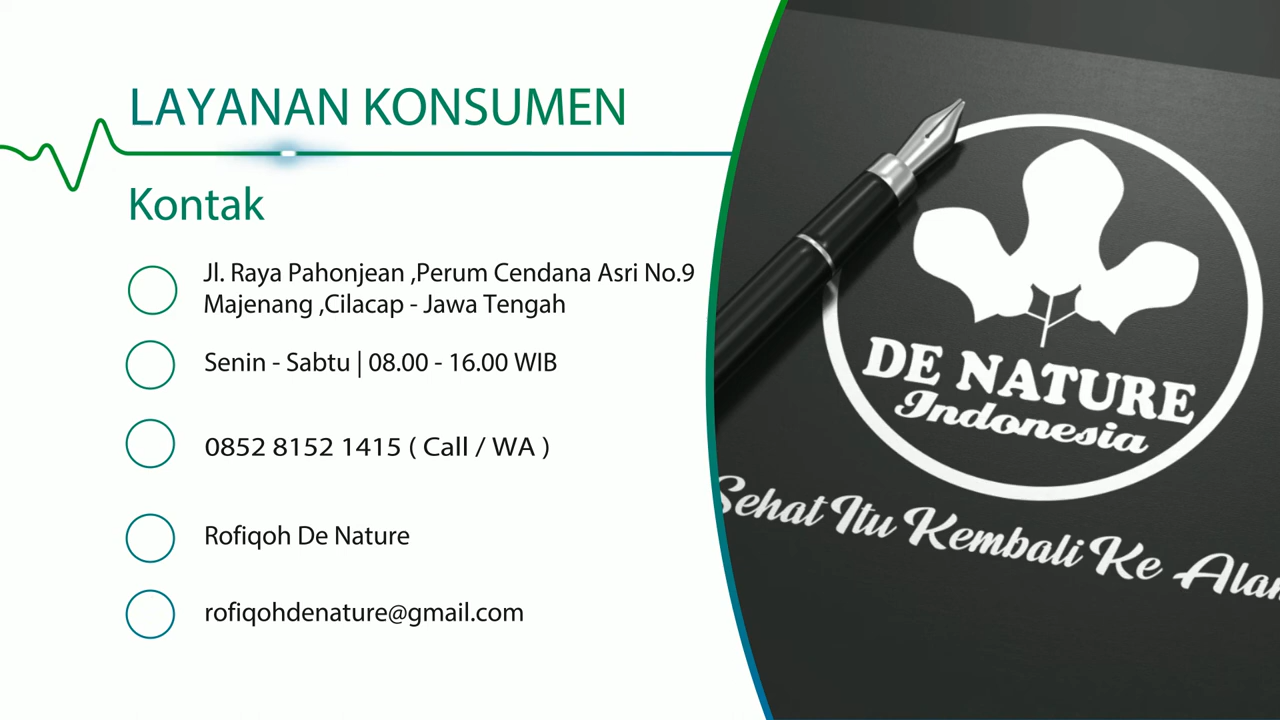 LAYANAN KONSUMEN
Kontak
Jl. Raya Pahonjean ,Perum Cendana Asri No.9
Majenang ,Cilacap - Jawa Tengah
Senin - Sabtu | 08.00 - 16.00 WIB
0852 8152 1415 ( Call / WA )
Rofiqoh De Nature
rofiqohdenature@gmail.com
DE NATURE
Indonesia
Sehat Itu Kembali Ke Alam